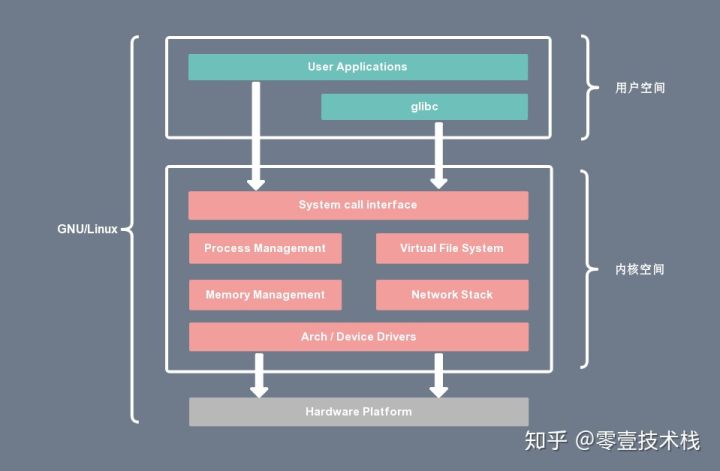 User Applications
用户空间
glibc
System call interface
GNU/Linux
Process Management
Virtual File System
内核空间
Memory Management
Network Stack
Arch / Device Drivers
Hardware Platform
知乎 @零壹技术栈